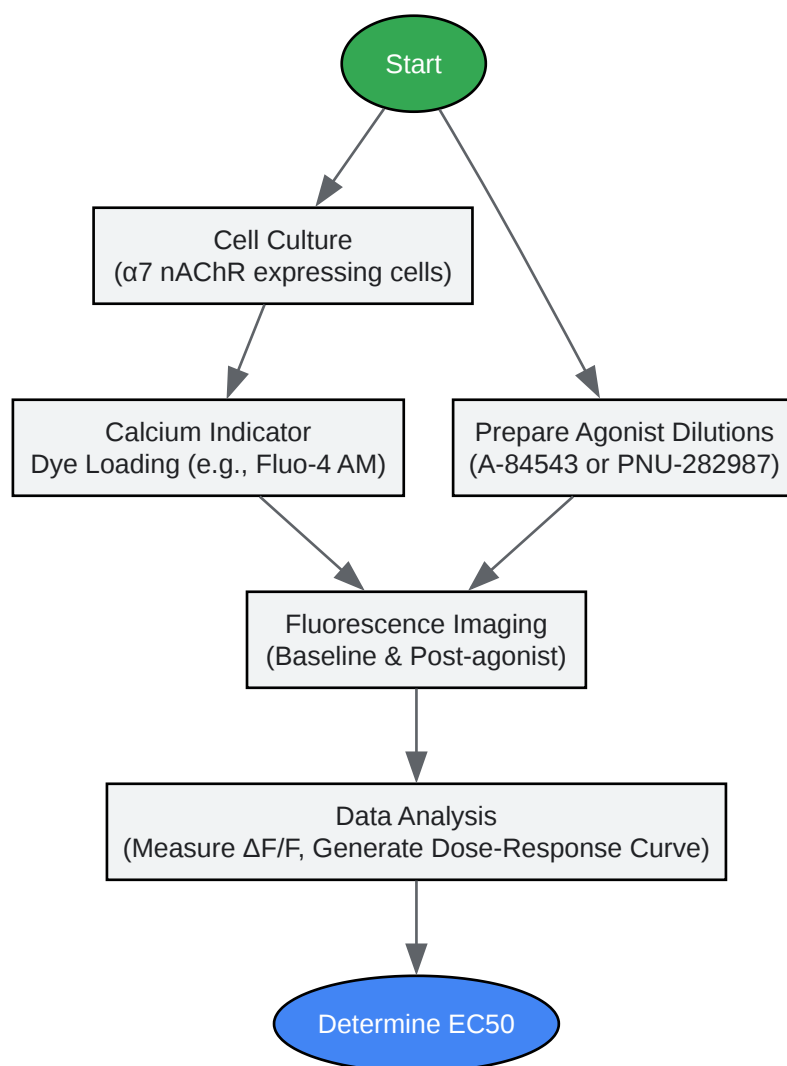 Start
Cell Culture
(α7 nAChR expressing cells)
Calcium Indicator
Dye Loading (e.g., Fluo-4 AM)
Prepare Agonist Dilutions
(A-84543 or PNU-282987)
Fluorescence Imaging
(Baseline & Post-agonist)
Data Analysis
(Measure ΔF/F, Generate Dose-Response Curve)
Determine EC50